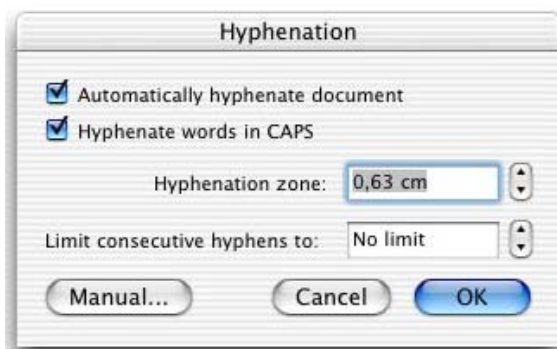 Hyphenation
Automatically hyphenate document
Hyphenate words in CAPS
Hyphenation zone: 0,63 cm
Limit consecutive hyphens to: No limit
Manual... Cancel OK